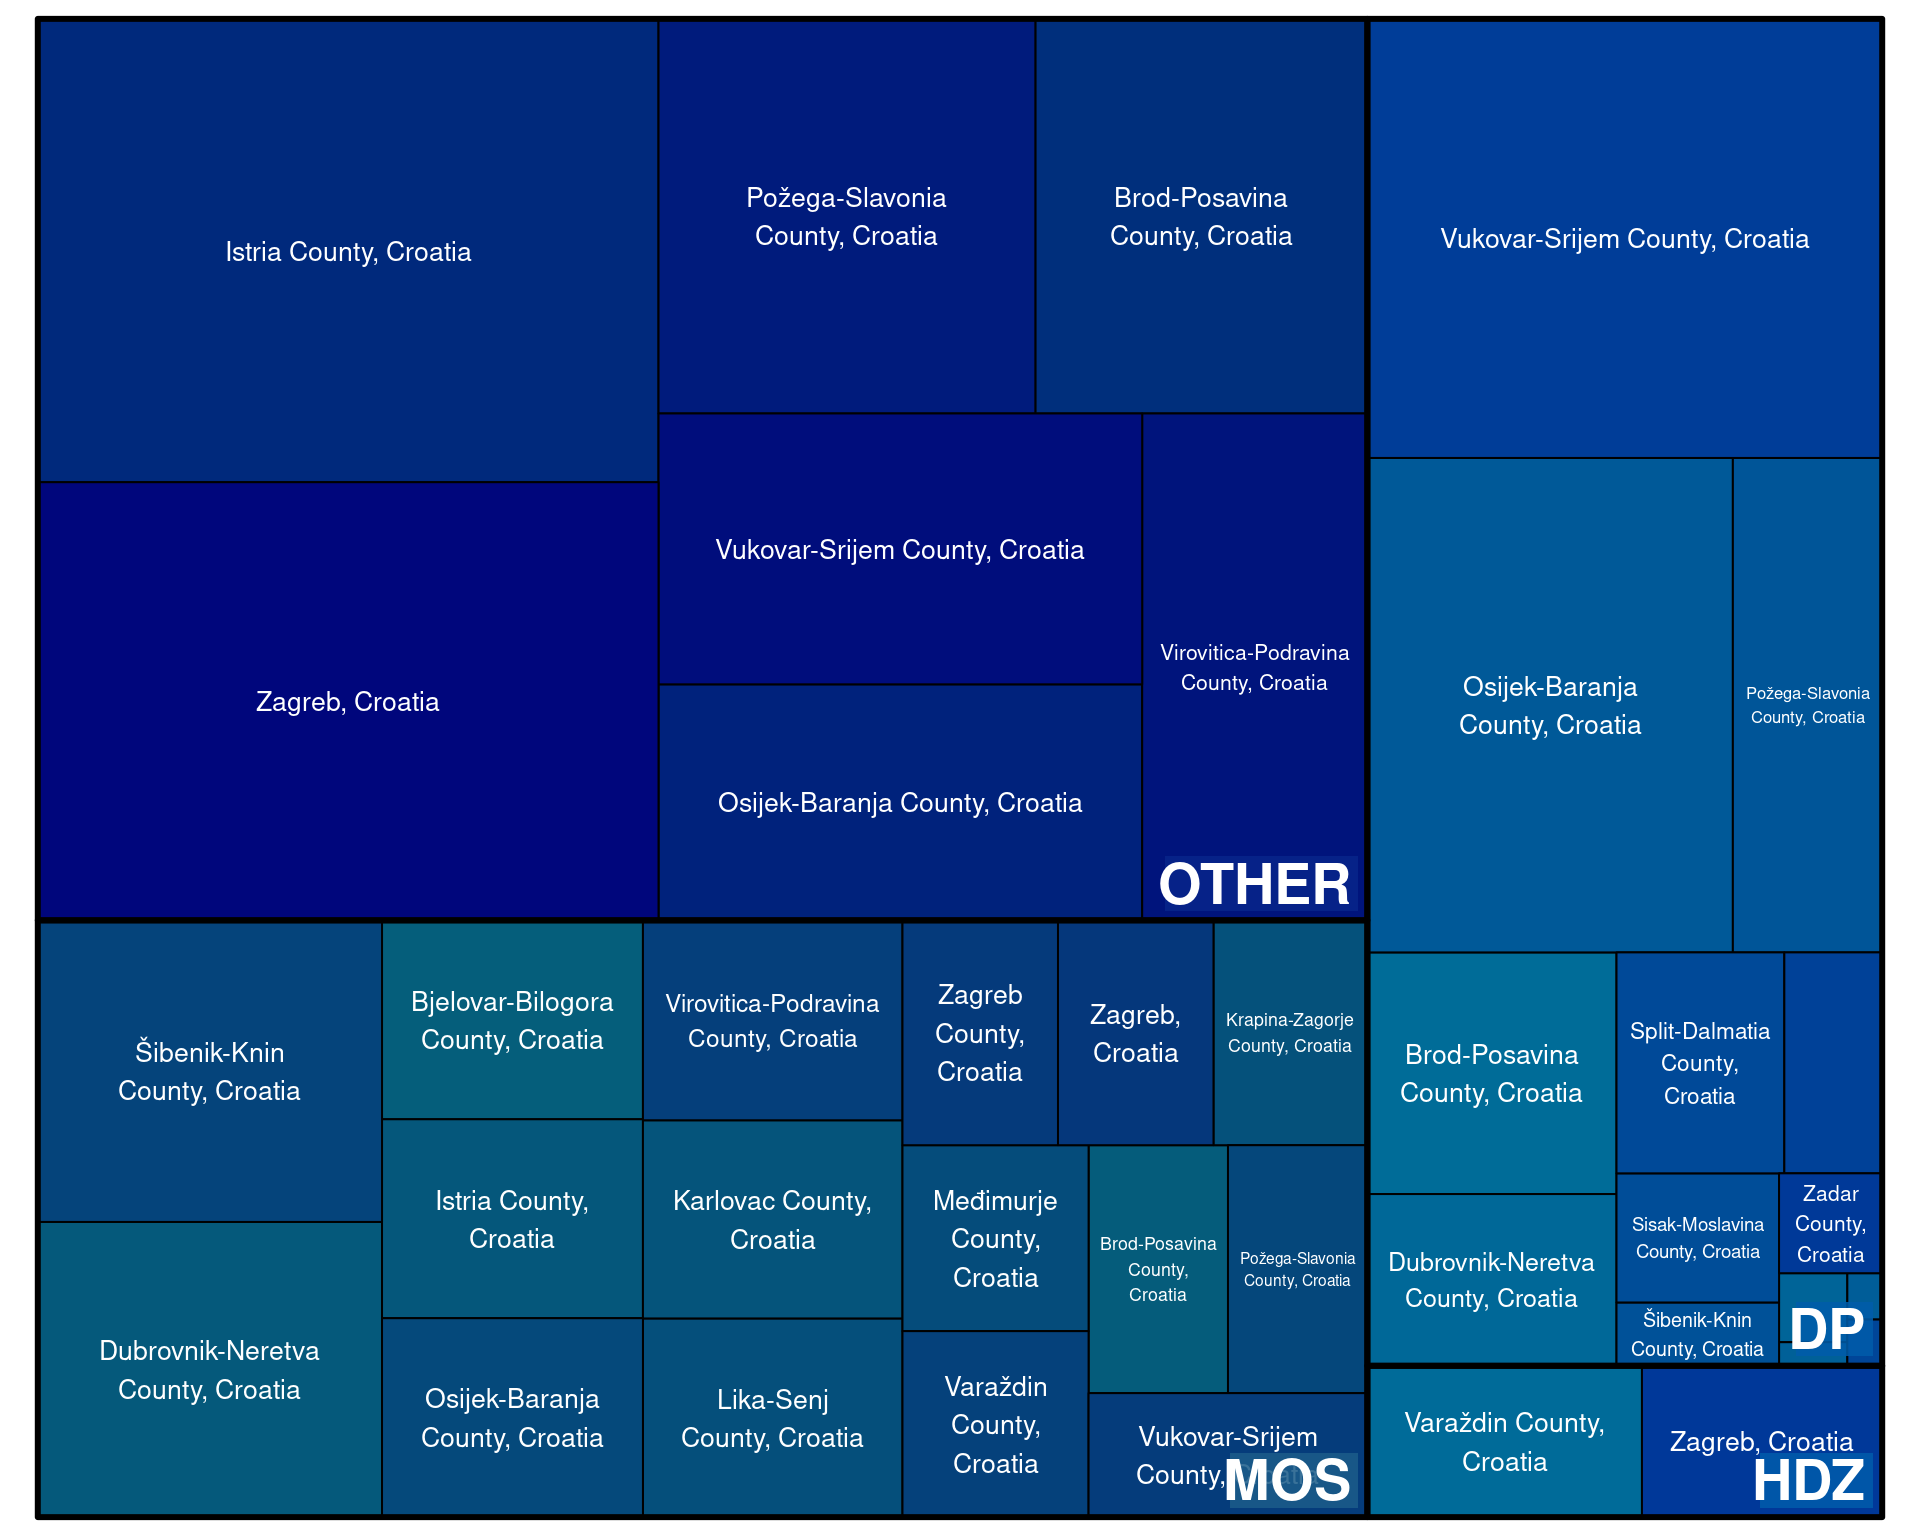 Istria County, Croatia
Požega-Slavonia
County, Croatia
Brod-Posavina
County, Croatia
Vukovar-Srijem County, Croatia
Zagreb, Croatia
Vukovar-Srijem County, Croatia
Osijek-Baranja County, Croatia
Virovitica-Podravina
County, Croatia
OTHER
Osijek-Baranja
County, Croatia
Požega-Slavonia
County, Croatia
Šibenik-Knin
County, Croatia
Dubrovnik-Neretva
County, Croatia
Bjelovar-Bilogora
County, Croatia
Istria County,
Croatia
Osijek-Baranja
County, Croatia
Virovitica-Podravina
County, Croatia
Karlovac County,
Croatia
Lika-Senj
County, Croatia
Zagreb
County,
Croatia
Zagreb,
Croatia
Krapina-Zagorje
County, Croatia
Međimurje
County,
Croatia
Brod-Posavina
County,
Croatia
Požega-Slavonia
County, Croatia
Varaždin
County,
Croatia
Vukovar-Srijem
County,
MOS
Brod-Posavina
County, Croatia
Split-Dalmatia
County,
Croatia
Dubrovnik-Neretva
County, Croatia
Sisak-Moslavina
County, Croatia
Zadar
County,
Croatia
Šibenik-Knin
County, Croatia
DP
Varaždin County,
Croatia
Zagreb, Croatia
HDZ